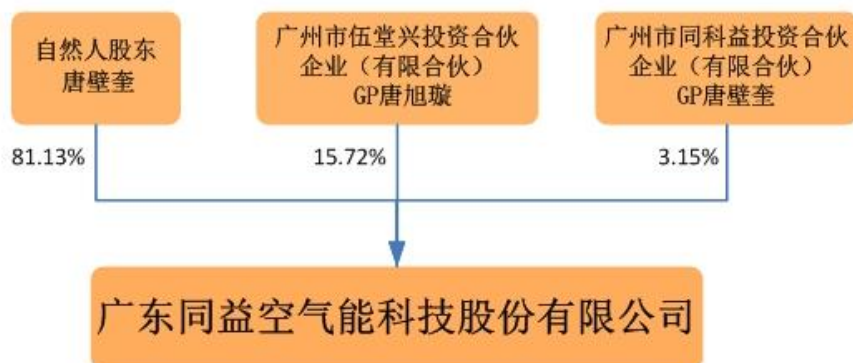 自然人股东
唐壁奎
广州市伍堂兴投资合伙
企业（有限合伙）
GP唐旭璇
广州市同科益投资合伙
企业（有限合伙）
GP唐壁奎
81.13%
15.72%
3.15%
广东同益空气能科技股份有限公司